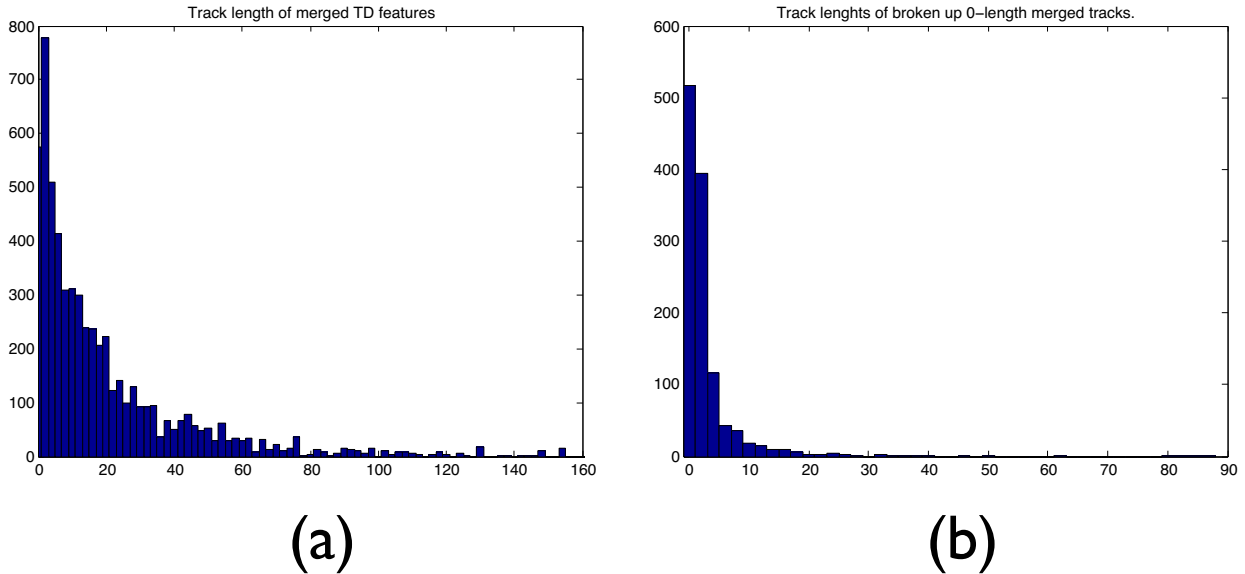 Track length of merged TD features
800
700
600
500
400
300
200
100
0
0 20 40 60 80 100 120 140 160
(a)
Track lenghts of broken up 0−length merged tracks.
600
500
400
300
200
100
0
0 10 20 30 40 50 60 70 80 90
(b)